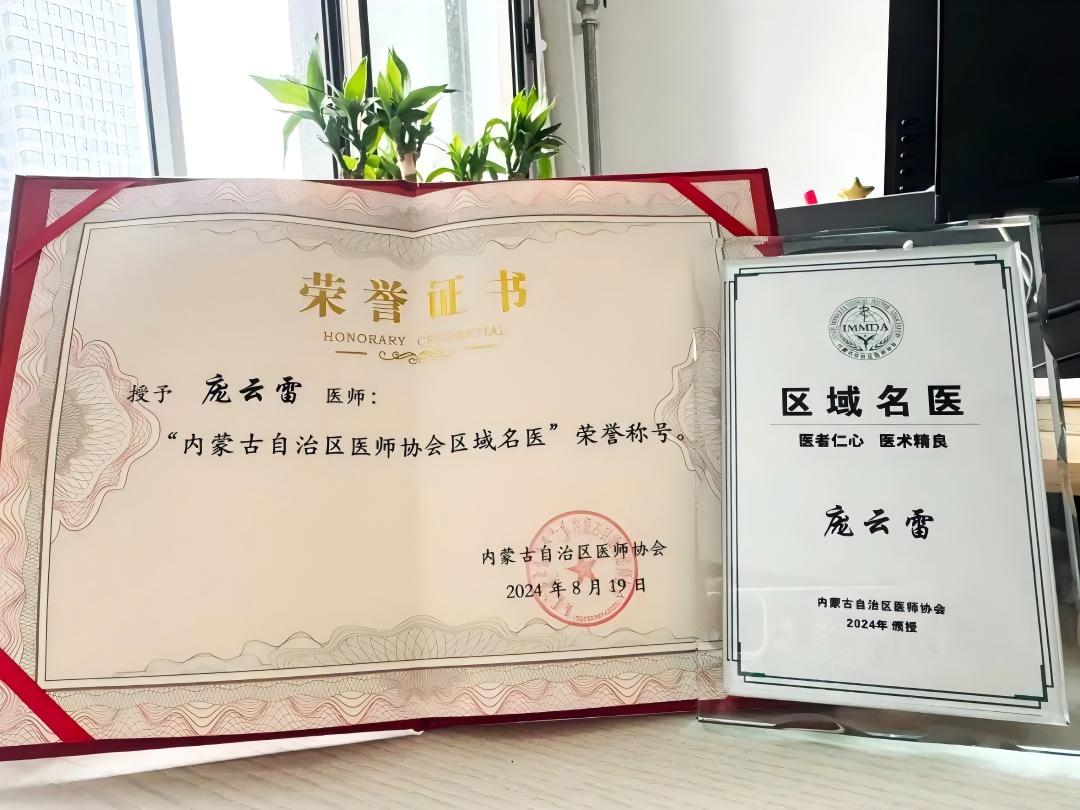 荣誉证书
HONORARY CREDENTIAL
授予 庞云雷 医师：
“内蒙古自治区医师协会区域名医”荣誉称号。
内蒙古自治区医师协会
2024 年 8 月 19 日
IMMDA
区域名医
医者仁心 医术精良
庞云雷
内蒙古自治区医师协会
2024年 颁授